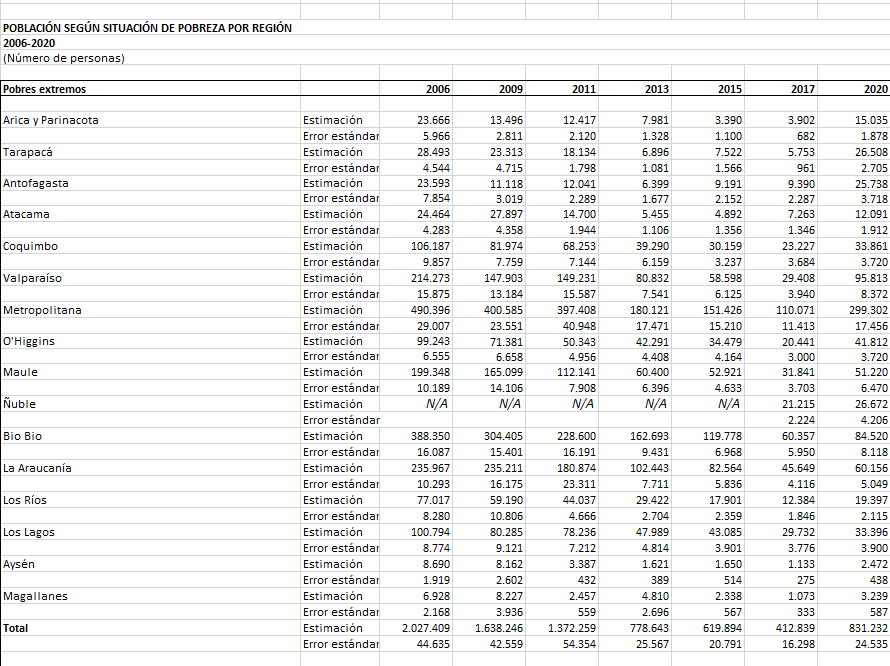 POBLACIÓN SEGÚN SITUACIÓN DE POBREZA POR REGIÓN
2006-2020
(Número de personas)
Pobres extremos 2006 2009 2011 2013 2015 2017 2020
Arica y Parinacota Estimación 23.666 13.496 12.417 7.981 3.390 3.902 15.035
Error estándar 5.966 2.811 2.120 1.328 1.100 682 1.878
Tarapacá Estimación 28.493 23.313 18.134 6.896 7.522 5.753 26.508
Error estándar 4.544 4.715 1.798 1.081 1.566 961 2.705
Antofagasta Estimación 23.593 11.118 12.041 6.399 9.191 9.390 25.738
Error estándar 7.854 3.019 2.289 1.677 2.152 2.287 3.718
Atacama Estimación 24.464 27.897 14.700 5.455 4.892 7.263 12.091
Error estándar 4.283 4.358 1.944 1.106 1.356 1.346 1.912
Coquimbo Estimación 106.187 81.974 68.253 39.290 30.159 23.227 33.861
Error estándar 9.857 7.759 7.144 6.159 3.237 3.684 3.720
Valparaíso Estimación 214.273 147.903 149.231 80.832 58.598 29.408 95.813
Error estándar 15.875 13.184 15.587 7.541 6.125 3.940 8.372
Metropolitana Estimación 490.396 400.585 397.408 180.121 151.426 110.071 299.302
Error estándar 29.007 23.551 40.948 17.471 15.210 11.413 17.456
O'Higgins Estimación 99.243 71.381 50.343 42.291 34.479 20.441 41.812
Error estándar 6.555 6.658 4.956 4.408 4.164 3.000 3.720
Maule Estimación 199.348 165.099 112.141 60.400 52.921 31.841 51.220
Error estándar 10.189 14.106 7.908 6.396 4.633 3.703 6.470
Ñuble Estimación N/A N/A N/A N/A N/A 21.215 26.672
Error estándar 2.224 4.206
Bio Bio Estimación 388.350 304.405 228.600 162.693 119.778 60.357 84.520
Error estándar 16.087 15.401 16.191 9.431 6.968 5.950 8.118
La Araucanía Estimación 235.967 235.211 180.874 102.443 82.564 45.649 60.156
Error estándar 10.293 16.175 23.311 7.711 5.836 4.116 5.049
Los Ríos Estimación 77.017 59.190 44.037 29.422 17.901 12.384 19.397
Error estándar 8.280 10.806 4.666 2.704 2.359 1.846 2.115
Los Lagos Estimación 100.794 80.285 78.236 47.989 43.085 29.732 33.396
Error estándar 8.774 9.121 7.212 4.814 3.901 3.776 3.900
Aysén Estimación 8.690 8.162 3.387 1.621 1.650 1.133 2.472
Error estándar 1.919 2.602 432 389 514 275 438
Magallanes Estimación 6.928 8.227 2.457 4.810 2.338 1.073 3.239
Error estándar 2.168 3.936 559 2.696 567 333 587
Total Estimación 2.027.409 1.638.246 1.372.259 778.643 619.894 412.839 831.232
Error estándar 44.635 42.559 54.354 25.567 20.791 16.298 24.535